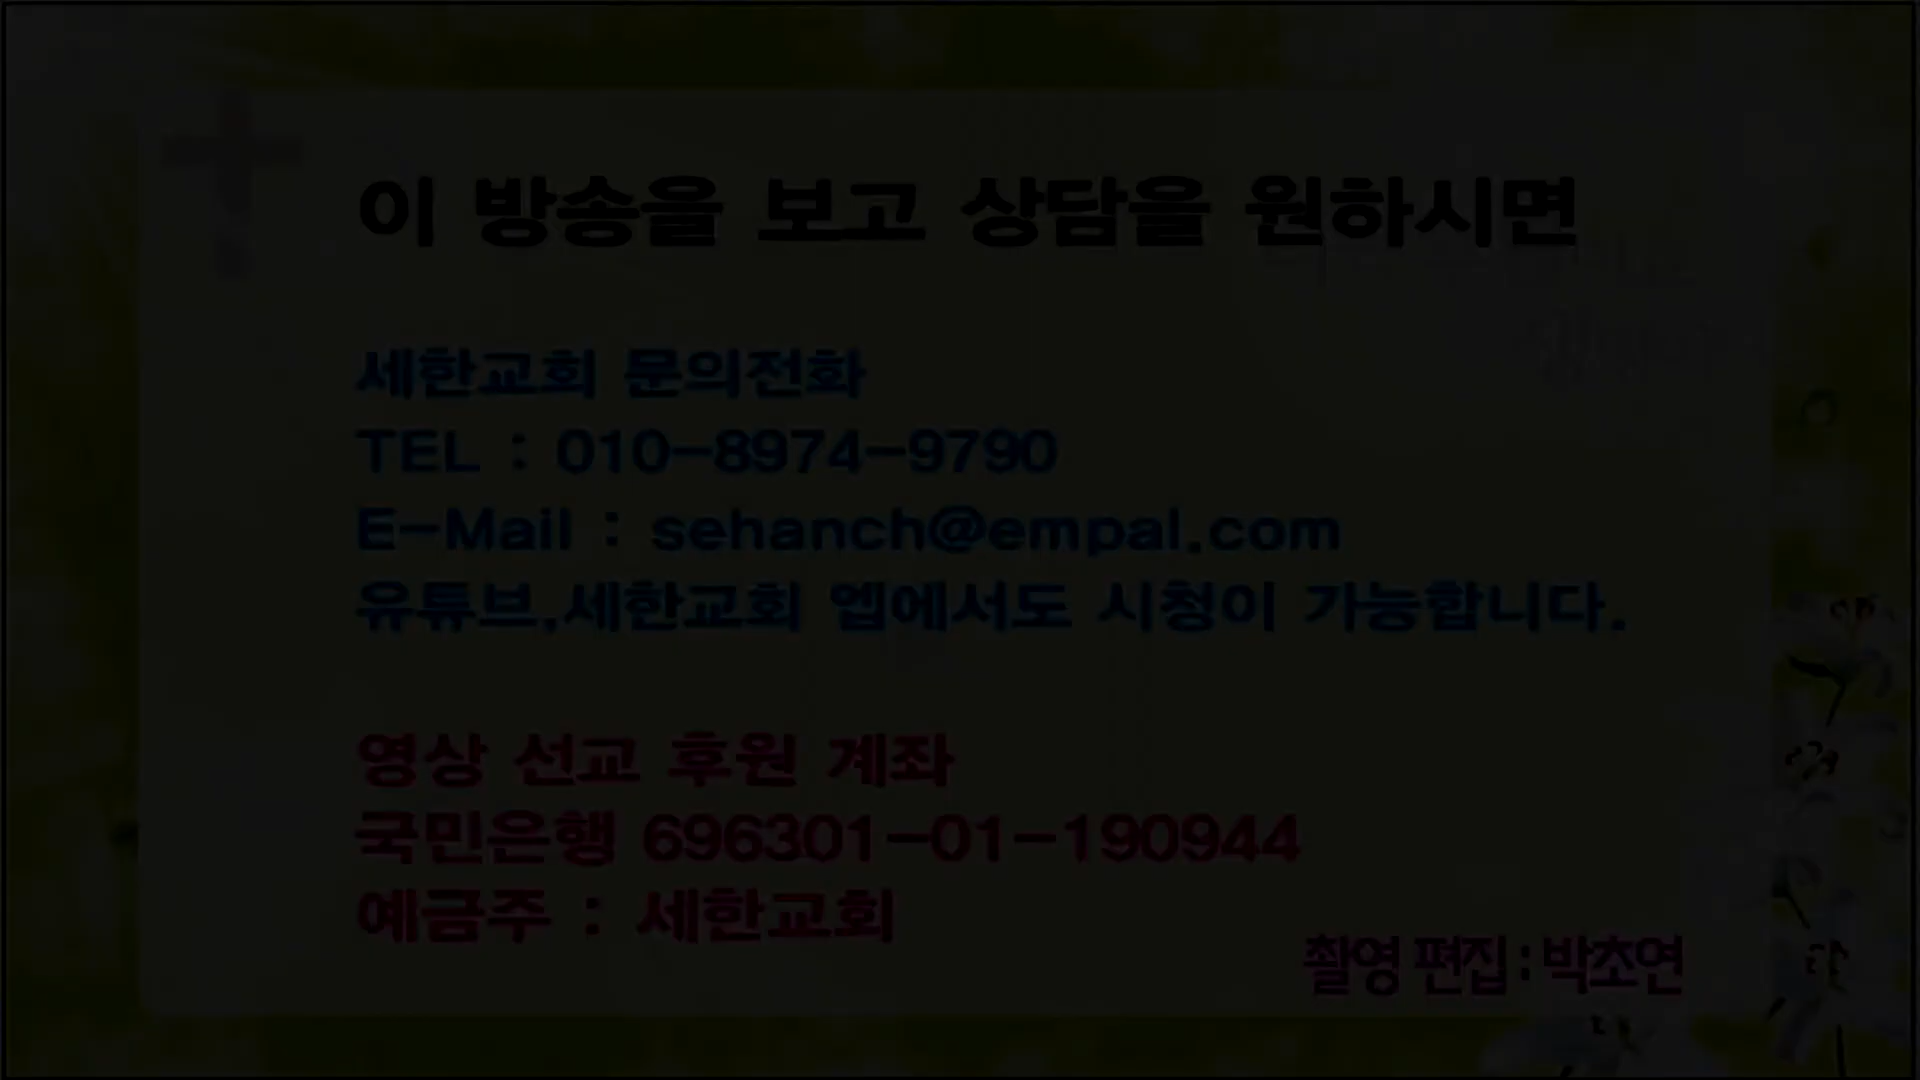 이 방송을 보고 상담을 원하시면
세한교회 문의전화
TEL : 010-8974-9790
E-Mail : sehanch@empal.com
유튜브,세한교회 엡에서도 시청이 가능합니다.
영상 선교 후원 계좌
국민은행 696301-01-190944
예금주 : 세한교회
촬영 편집 : 박초연